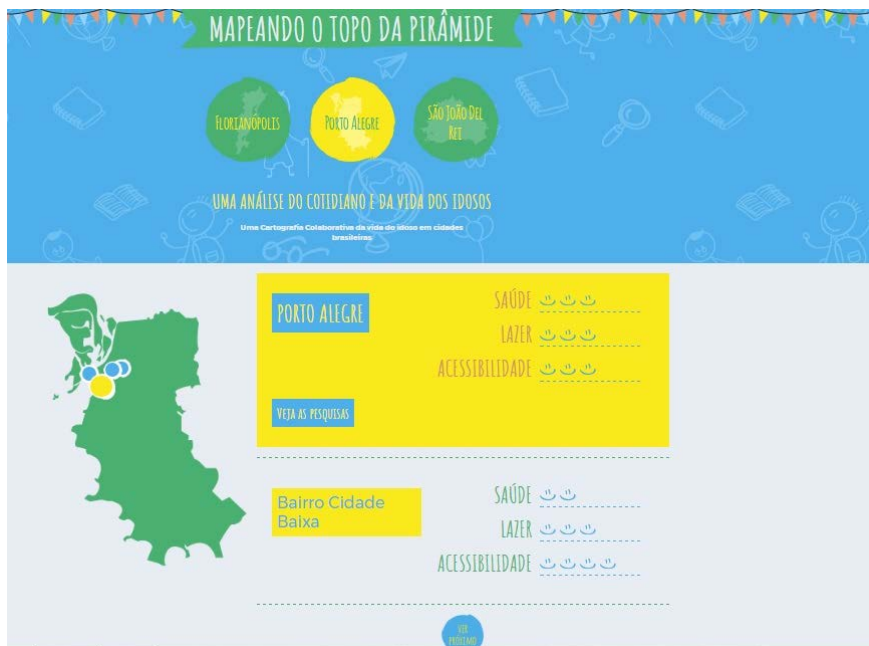 MAPEANDO O TOPO DA PIRÂMIDE
FLORIANÓPOLIS
PORTO ALEGRE
SÃO JOÃO DEL
REI
UMA ANÁLISE DO COTIDIANO E DA VIDA DOS IDOSOS
Uma Cartografia Colaborativa da vida do idoso em cidades
brasileiras
PORTO ALEGRE
SAÚDE
LAZER
ACESSIBILIDADE
VEJA AS PESQUISAS
Bairro Cidade
Baixa
SAÚDE
LAZER
ACESSIBILIDADE
VER
PRÓXIMO